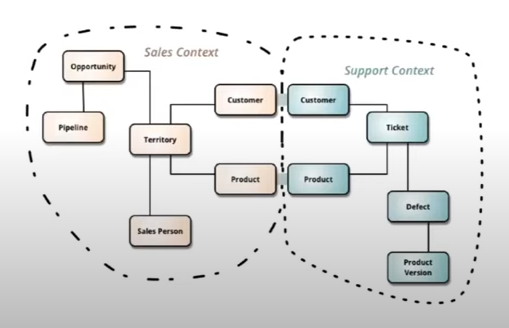 Sales Context
Support Context
Opportunity
Pipeline
Territory
Customer
Customer
Ticket
Product
Product
Sales Person
Defect
Product
Version